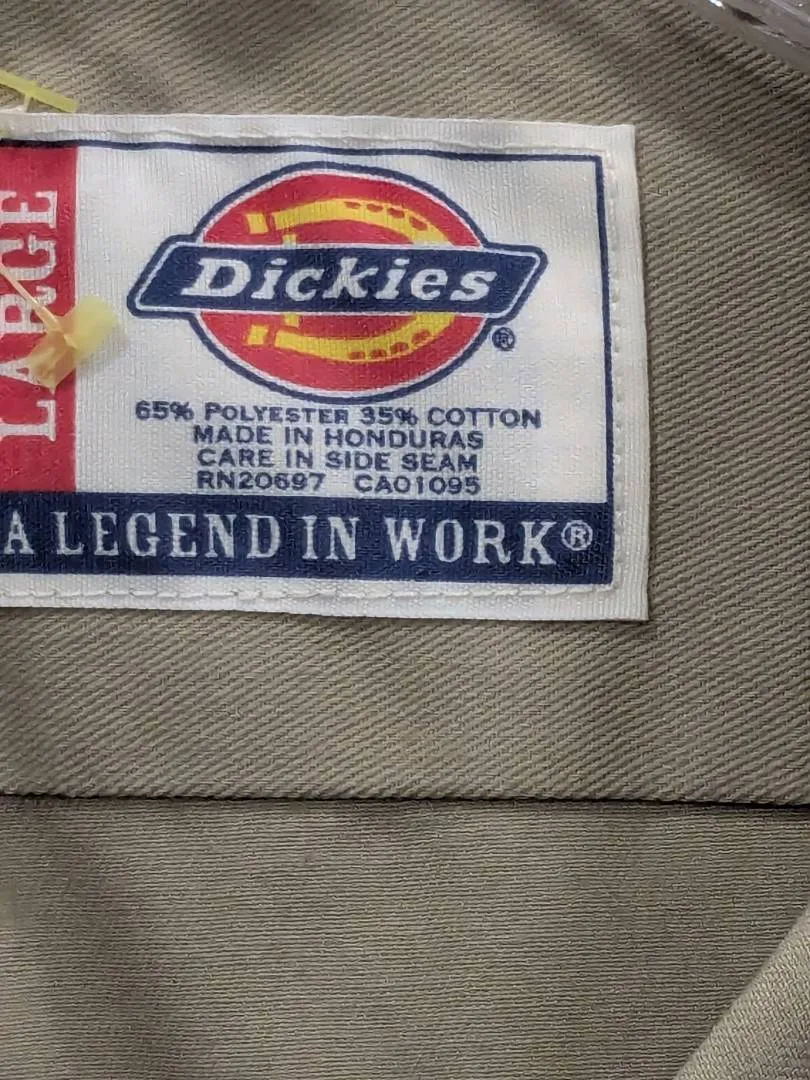 LARGE
Dickies®
65% POLYESTER 35% COTTON
MADE IN HONDURAS
CARE IN SIDE SEAM
RN20697 CA01095
A LEGEND IN WORK®